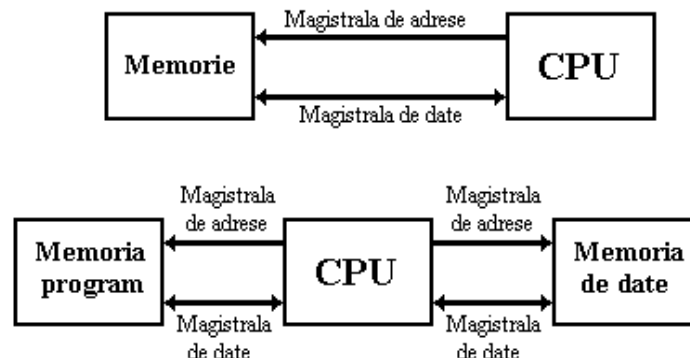 Magistrala de adrese
Memorie
CPU
Magistrala de date
Magistrala
de adrese
Magistrala
de adrese
Memoria
program
CPU
Memoria
de date
Magistrala
de date
Magistrala
de date